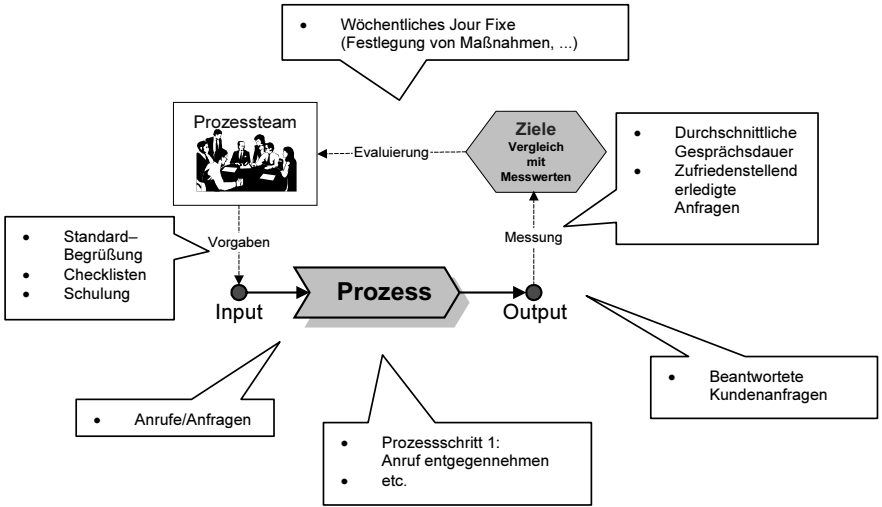 • Wöchentliches Jour Fixe
(Festlegung von Maßnahmen, ...)
Prozessteam
Evaluierung
Ziele
Vergleich
mit
Messwerten
• Durchschnittliche
Gesprächsdauer
• Zufriedenstellend
erledigte
Anfragen
• Standard–
Begrüßung
• Checklisten
• Schulung
Vorgaben
Messung
Input
Prozess
Output
• Anrufe/Anfragen
• Prozessschritt 1:
Anruf entgegennehmen
• etc.
• Beantwortete
Kundenanfragen